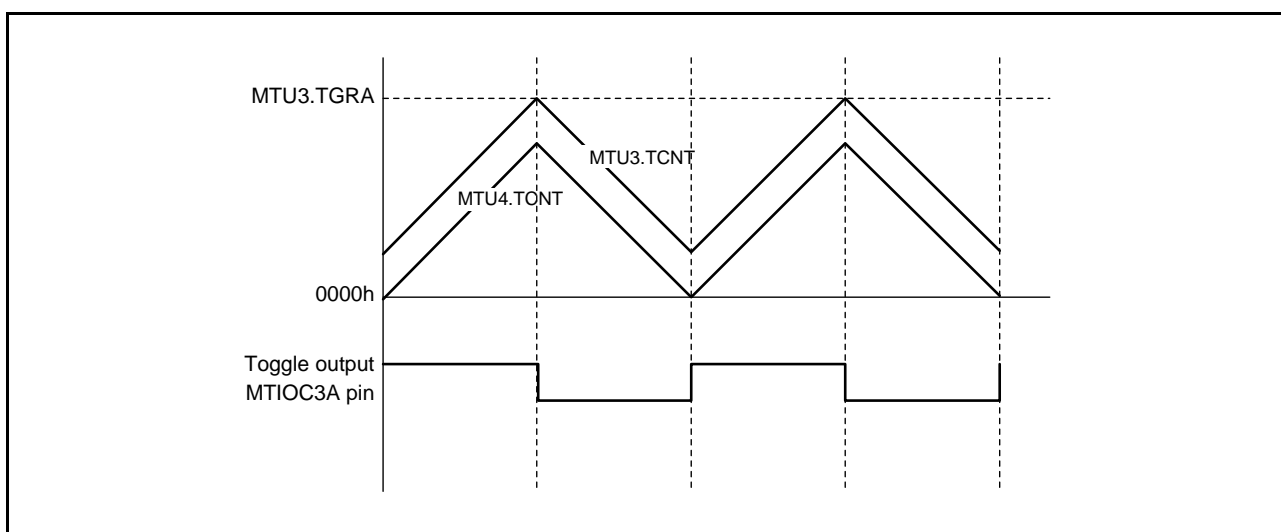 MTU3.TGRA
MTU3.TCNT
MTU4.TCNT
0000h
Toggle output
MTIOC3A pin